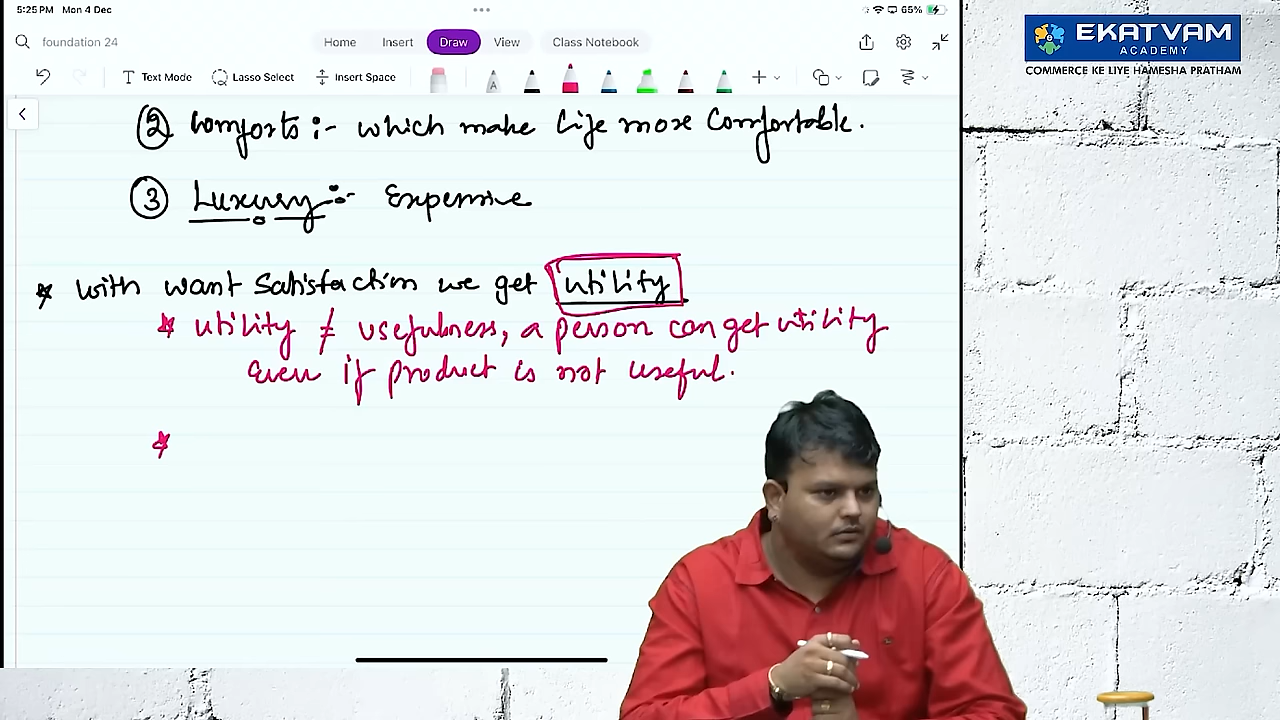 5:25 PM Mon 4 Dec
65%
foundation 24
Home Insert Draw View Class Notebook
Text Mode Lasso Select Insert Space
EKATVAM
ACADEMY
COMMERCE KE LIYE HAMESHA PRATHAM
② Comforts :- which make life more Comfortable.
③ Luxury :- Expensive
* With want Satisfaction we get utility
* utility ≠ usefulness, a person can get utility
Even if product is not useful.
*